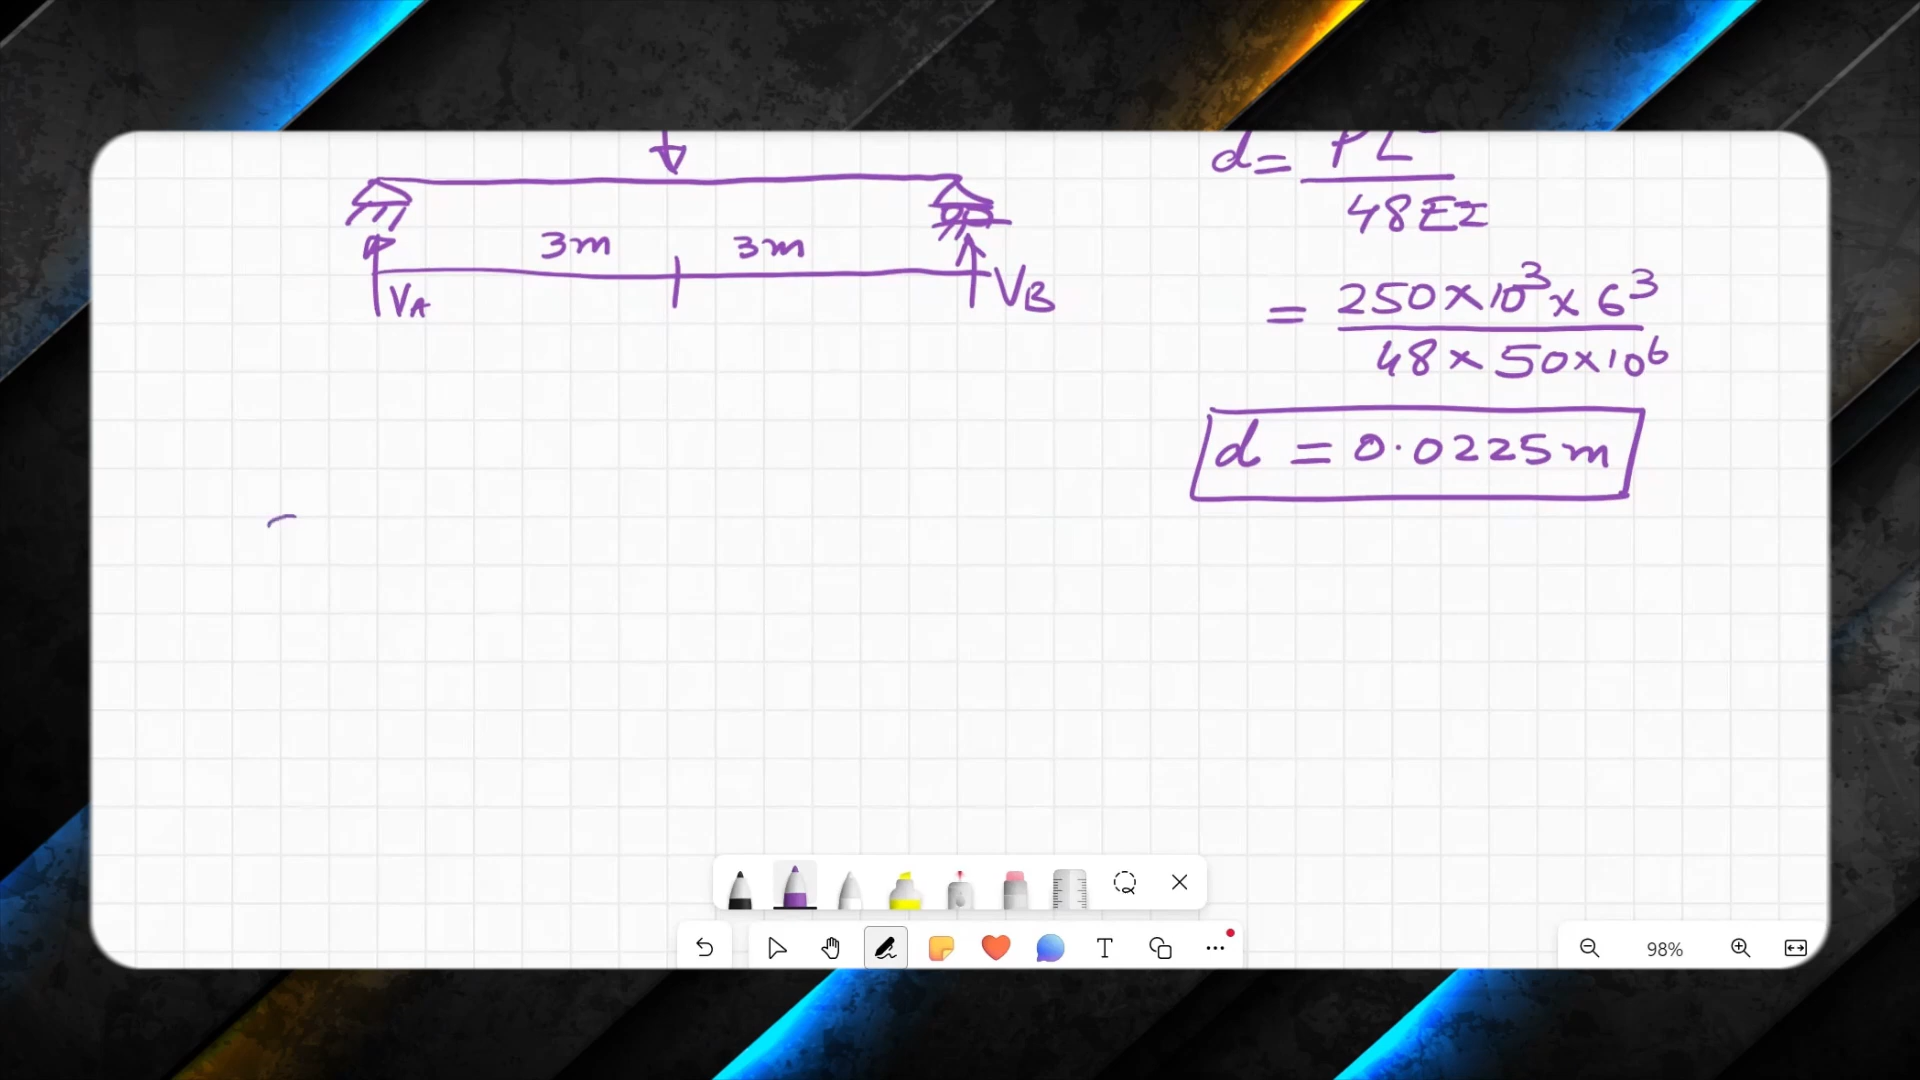 3m 3m
VA
VB
d= PL
48EI
= 250×10³× 6³
48 × 50×10⁶
d = 0.0225m
T
98%